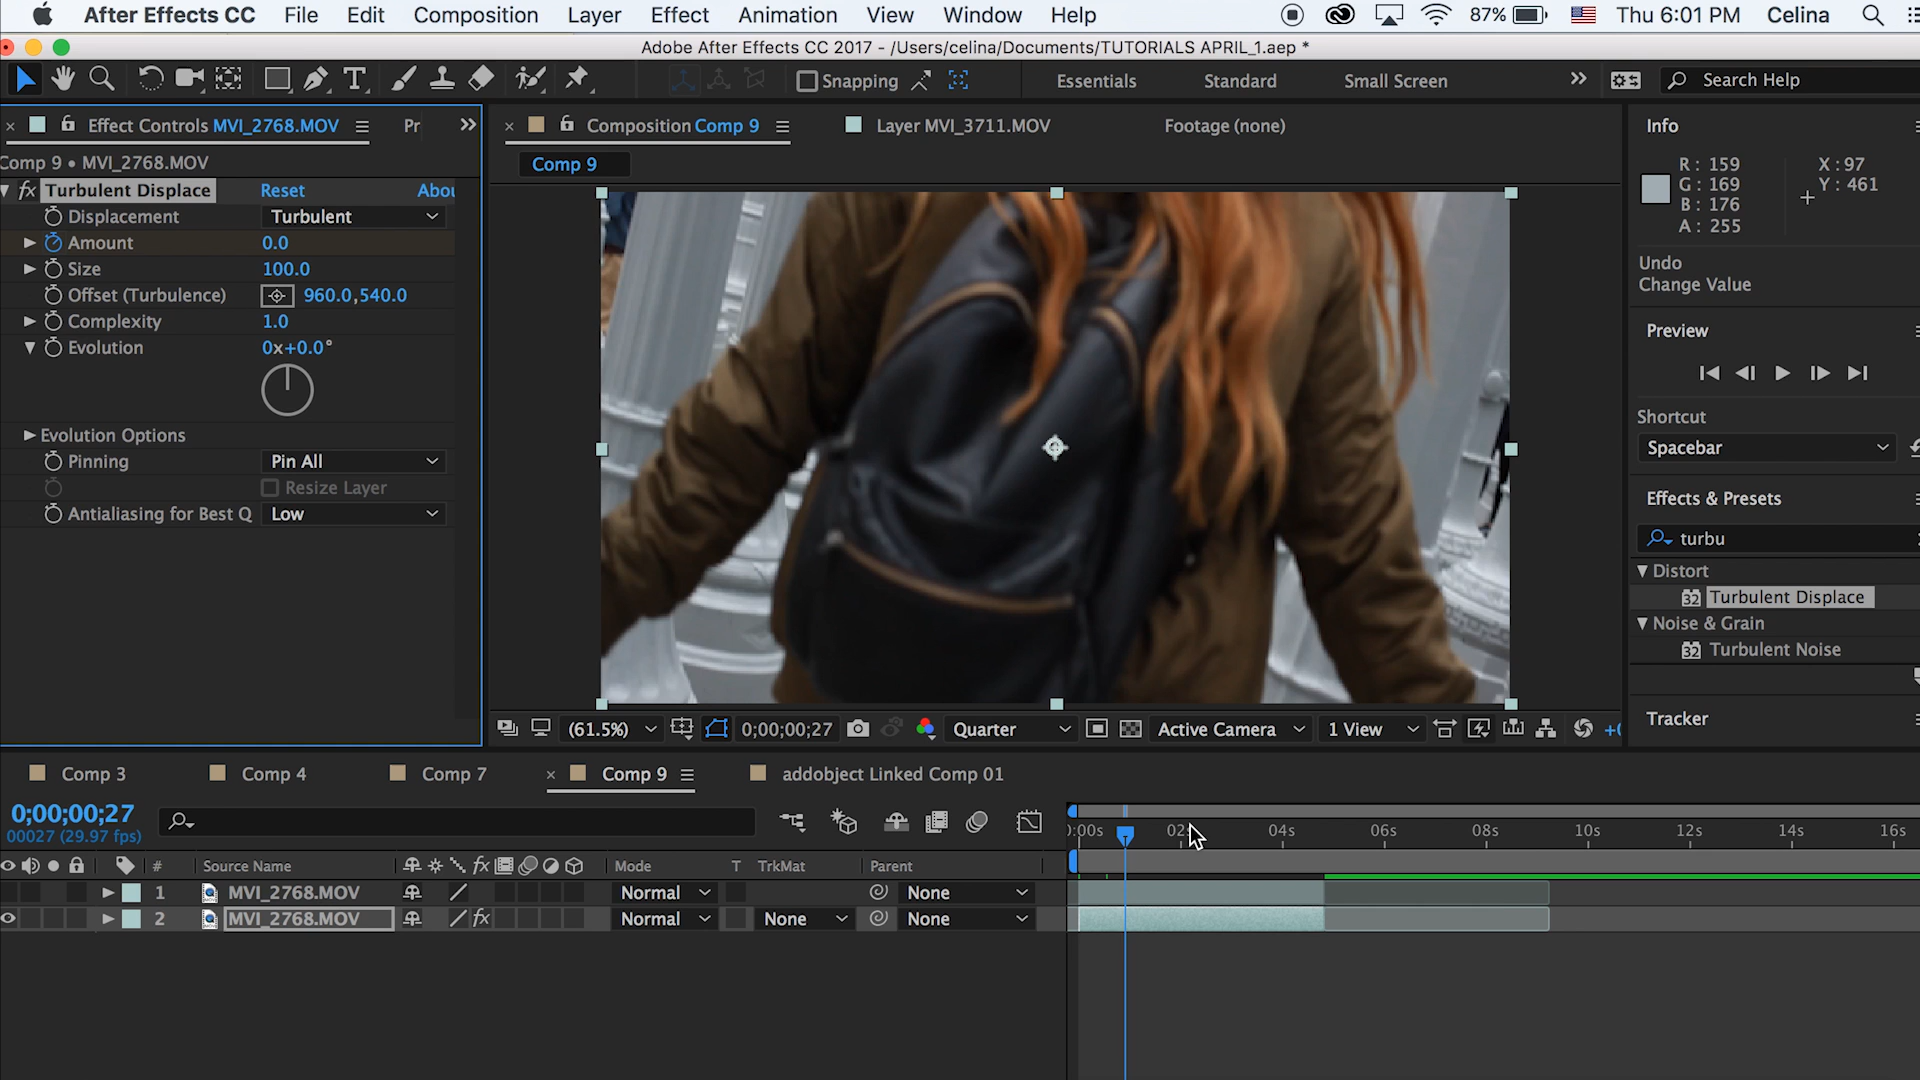 After Effects CC File Edit Composition Layer Effect Animation View Window Help 87% Thu 6:01 PM Celina
Adobe After Effects CC 2017 - /Users/celina/Documents/TUTORIALS APRIL_1.aep *
T Snapping Essentials Standard Small Screen Search Help
Effect Controls MVI_2768.MOV Pr
Comp 9 • MVI_2768.MOV
fx Turbulent Displace Reset Abou
Displacement Turbulent
Amount 0.0
Size 100.0
Offset (Turbulence) 960.0,540.0
Complexity 1.0
Evolution 0x+0.0°
Evolution Options
Pinning Pin All
Resize Layer
Antialiasing for Best Q Low
Composition Comp 9 Layer MVI_3711.MOV Footage (none)
Comp 9
(61.5%) 0;00;00;27 Quarter Active Camera 1 View +0
Info
R: 159 X: 97
G: 169 Y: 461
B: 176
A: 255
Undo
Change Value
Preview
Shortcut
Spacebar
Effects & Presets
turbu
Distort
32 Turbulent Displace
Noise & Grain
32 Turbulent Noise
Tracker
Comp 3 Comp 4 Comp 7 Comp 9 addobject Linked Comp 01
0;00;00;27
00027 (29.97 fps)
):00s 02s 04s 06s 08s 10s 12s 14s 16s
# Source Name fx Mode T TrkMat Parent
1 MVI_2768.MOV Normal None
2 MVI_2768.MOV fx Normal None None